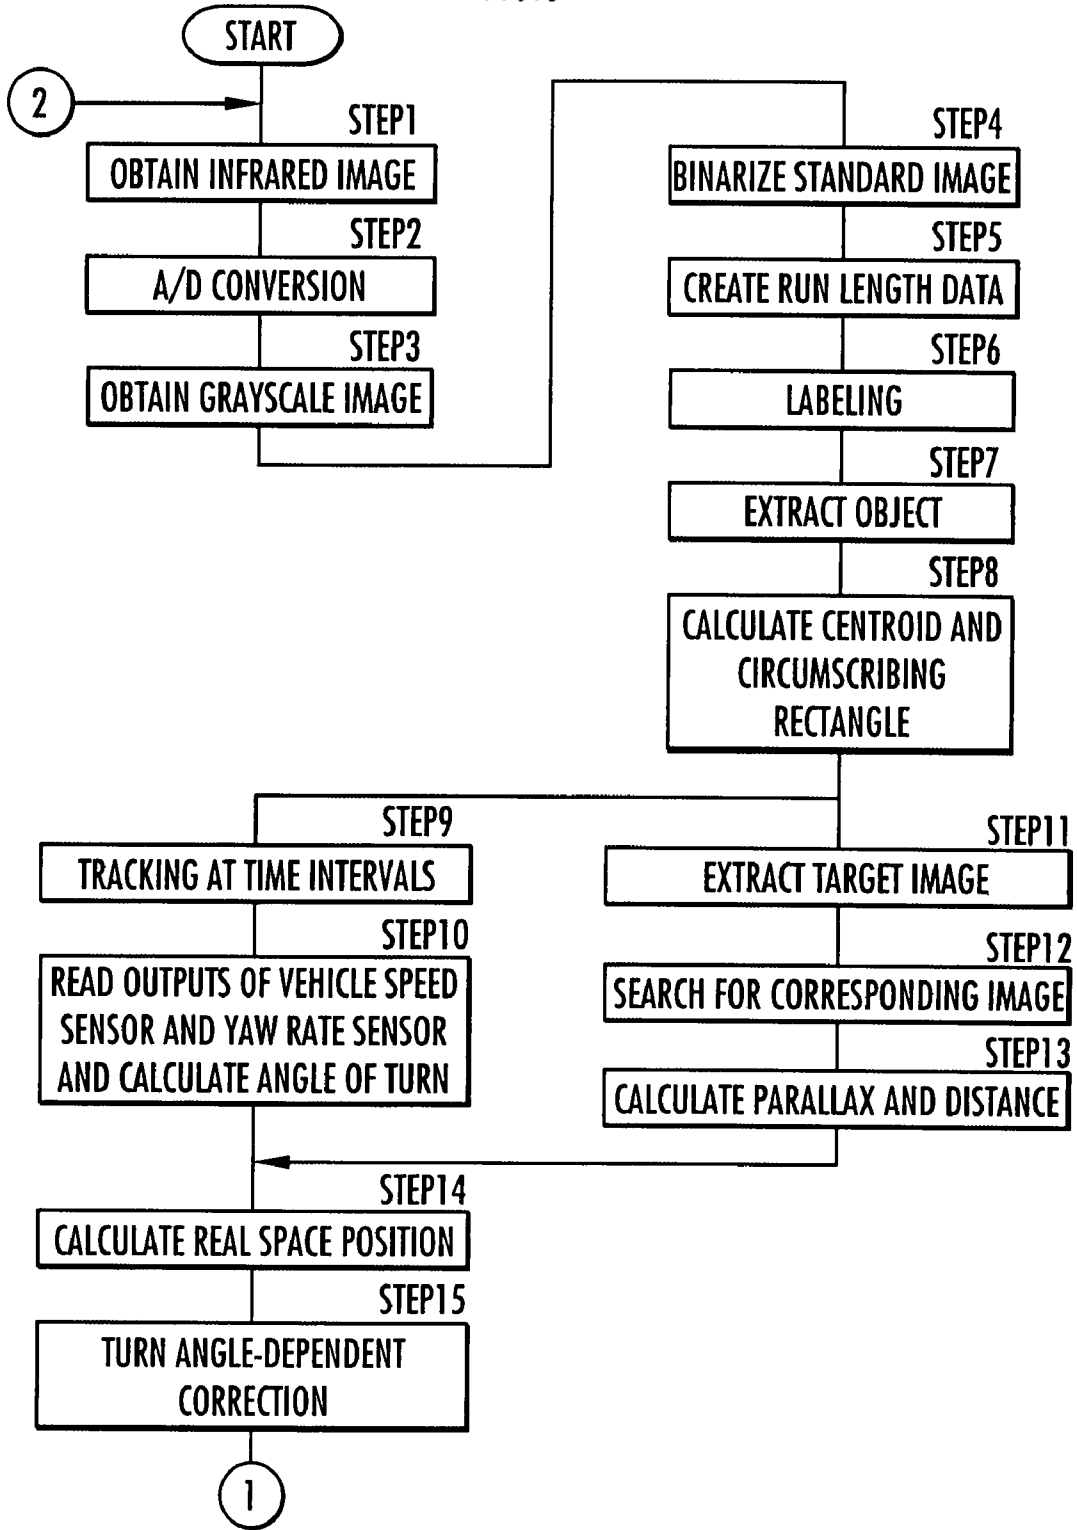 START
2
STEP1
OBTAIN INFRARED IMAGE
STEP2
A/D CONVERSION
STEP3
OBTAIN GRAYSCALE IMAGE
STEP4
BINARIZE STANDARD IMAGE
STEP5
CREATE RUN LENGTH DATA
STEP6
LABELING
STEP7
EXTRACT OBJECT
STEP8
CALCULATE CENTROID AND
CIRCUMSCRIBING
RECTANGLE
STEP9
TRACKING AT TIME INTERVALS
STEP10
READ OUTPUTS OF VEHICLE SPEED
SENSOR AND YAW RATE SENSOR
AND CALCULATE ANGLE OF TURN
STEP11
EXTRACT TARGET IMAGE
STEP12
SEARCH FOR CORRESPONDING IMAGE
STEP13
CALCULATE PARALLAX AND DISTANCE
STEP14
CALCULATE REAL SPACE POSITION
STEP15
TURN ANGLE-DEPENDENT
CORRECTION
1